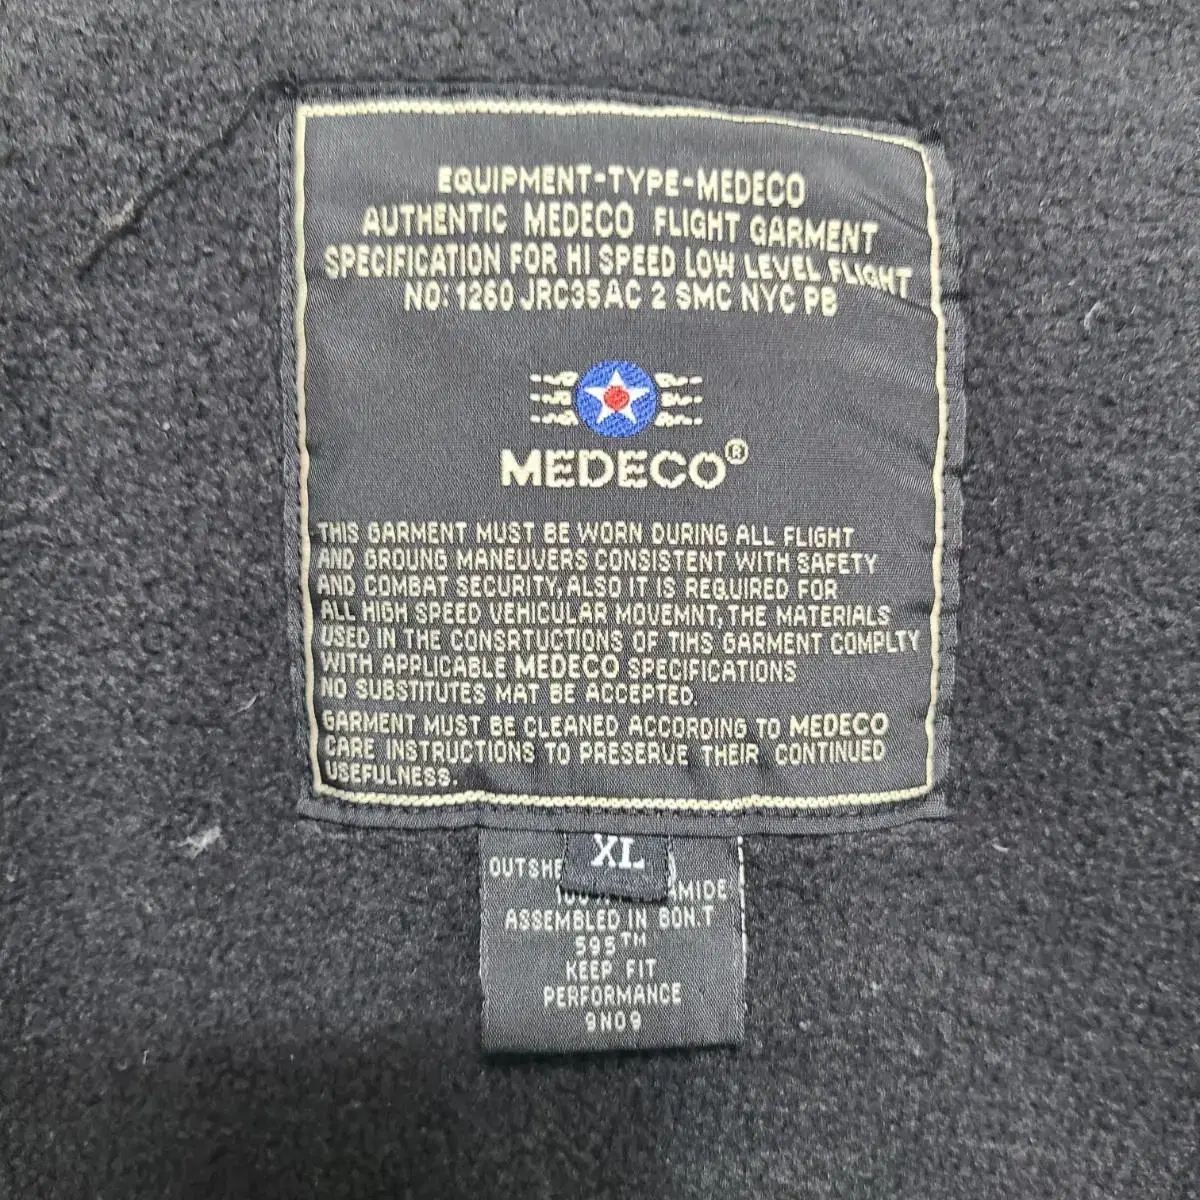 EQUIPMENT-TYPE-MEDECO
AUTHENTIC MEDECO FLIGHT GARMENT
SPECIFICATION FOR HI SPEED LOW LEVEL FLIGHT
NO: 1260 JRC35AC 2 SMC NYC PB
MEDECO®
THIS GARMENT MUST BE WORN DURING ALL FLIGHT
AND GROUNG MANEUVERS CONSISTENT WITH SAFETY
AND COMBAT SECURITY, ALSO IT IS REQUIRED FOR
ALL HIGH SPEED VEHICULAR MOVEMNT, THE MATERIALS
USED IN THE CONSRTUCTIONS OF TIHS GARMENT COMPLTY
WITH APPLICABLE MEDECO SPECIFICATIONS
NO SUBSTITUTES MAT BE ACCEPTED.
GARMENT MUST BE CLEANED ACCORDING TO MEDECO
CARE INSTRUCTIONS TO PRESERVE THEIR CONTINUED
USEFULNESS.
XL
OUTSHE
AMIDE
ASSEMBLED IN BON.T
595™
KEEP FIT
PERFORMANCE
9N09